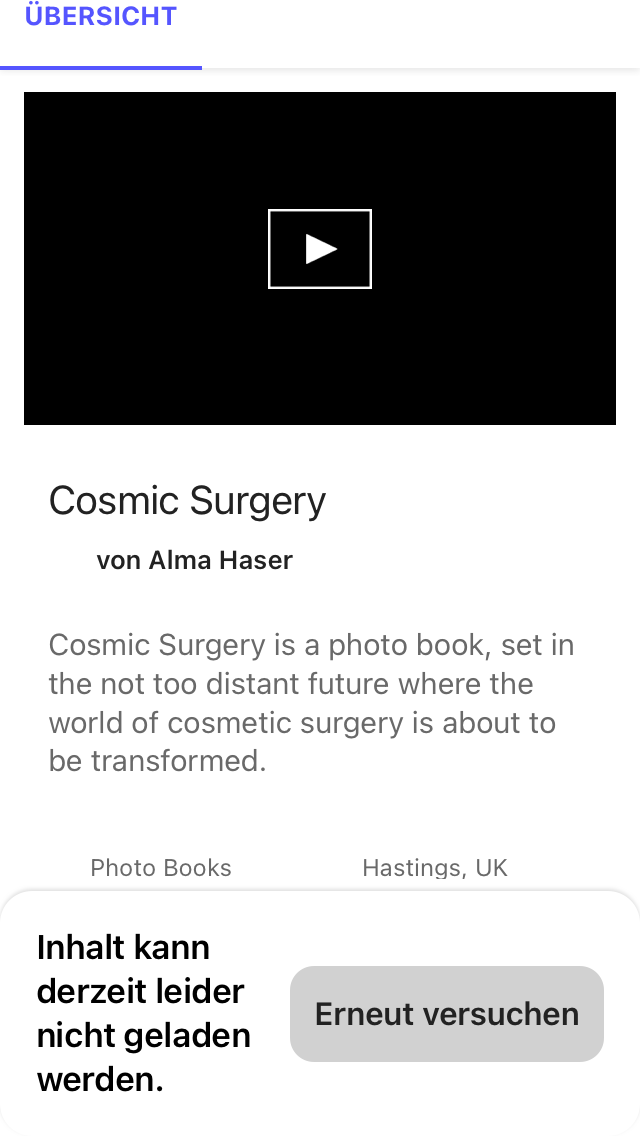 ÜBERSICHT
Cosmic Surgery
von Alma Haser
Cosmic Surgery is a photo book, set in
the not too distant future where the
world of cosmetic surgery is about to
be transformed.
Photo Books
Hastings, UK
Inhalt kann
derzeit leider
nicht geladen
werden.
Erneut versuchen